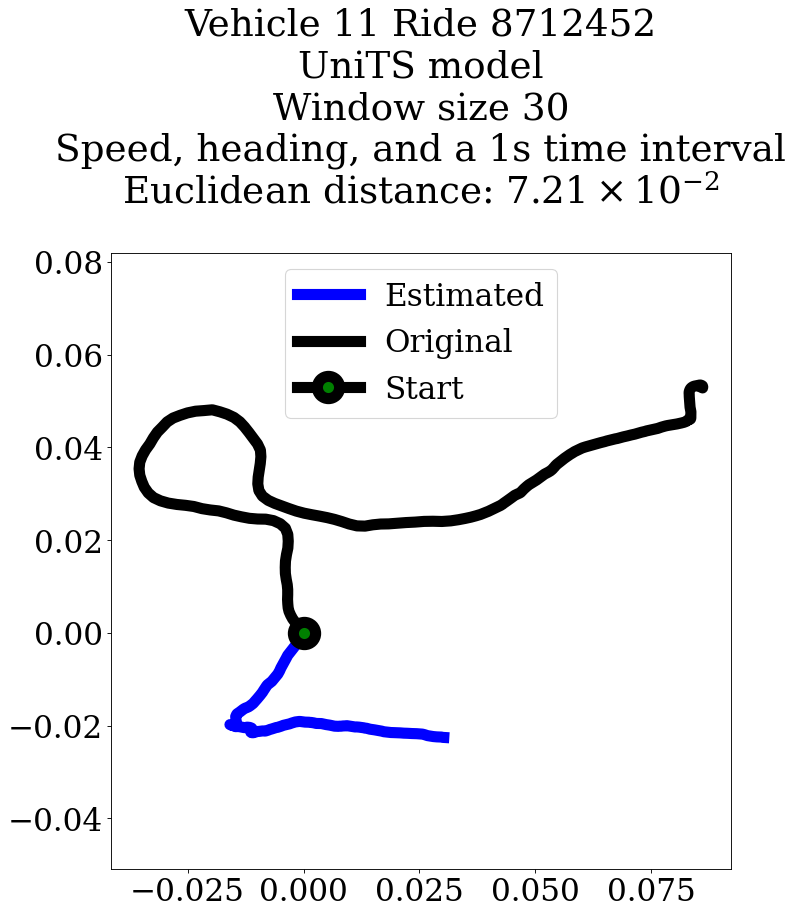 Vehicle 11 Ride 8712452
UniTS model
Window size 30
Speed, heading, and a 1s time interval
Euclidean distance: 7.21 × 10⁻²
Estimated
Original
Start
0.08
0.06
0.04
0.02
0.00
−0.02
−0.04
−0.025 0.000 0.025 0.050 0.075